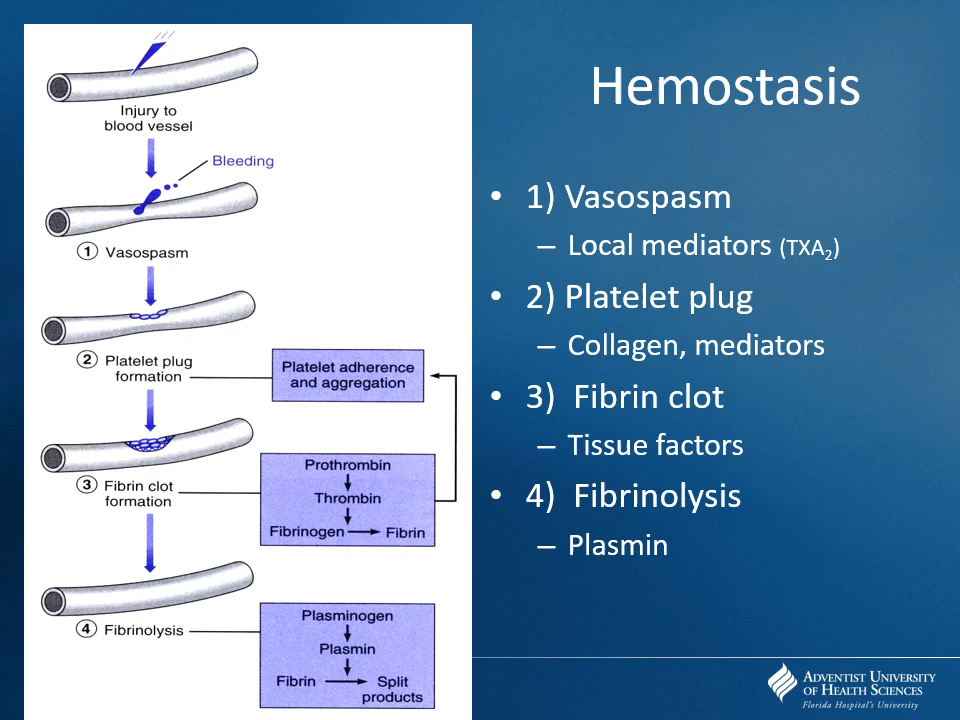 Injury to
blood vessel
Bleeding
1 Vasospasm
2 Platelet plug
formation
Platelet adherence
and aggregation
3 Fibrin clot
formation
Prothrombin
Thrombin
Fibrinogen Fibrin
4 Fibrinolysis
Plasminogen
Plasmin
Fibrin Split
products
Hemostasis
• 1) Vasospasm
– Local mediators (TXA₂)
• 2) Platelet plug
– Collagen, mediators
• 3) Fibrin clot
– Tissue factors
• 4) Fibrinolysis
– Plasmin
ADVENTIST UNIVERSITY
OF HEALTH SCIENCES
Florida Hospital's University